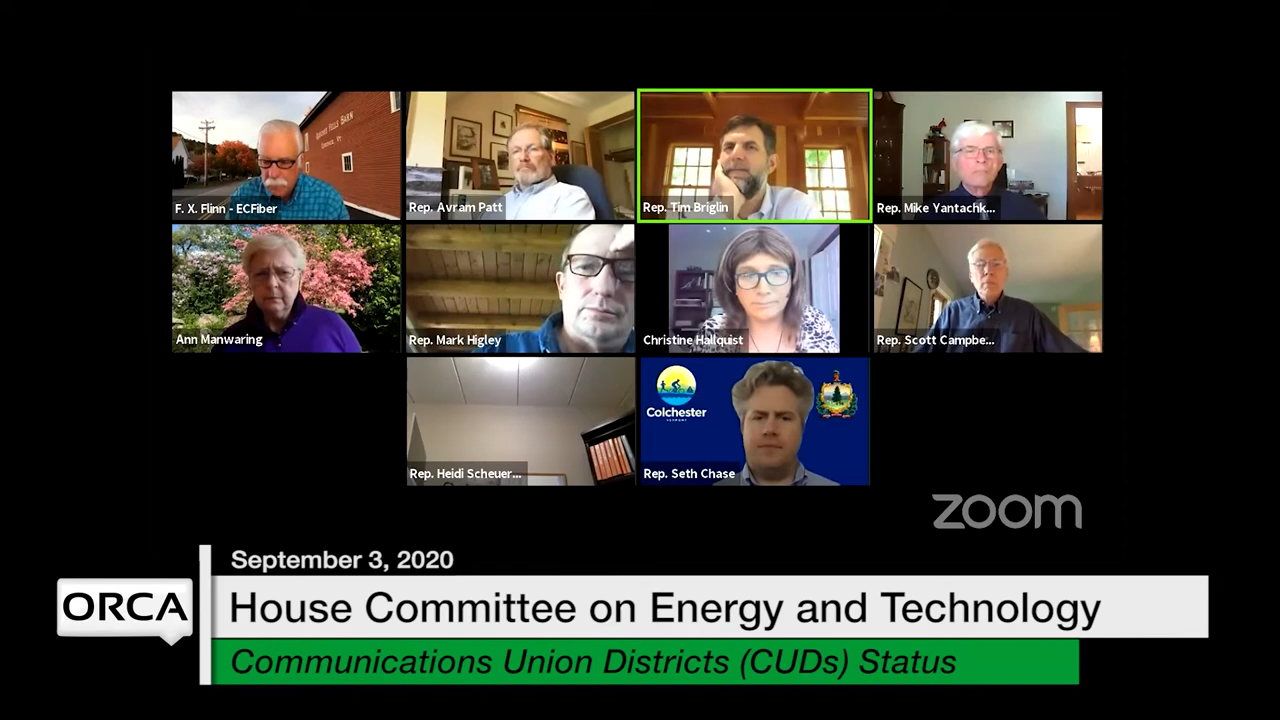 F. X. Flinn - ECFiber
Rep. Avram Patt
Rep. Tim Briglin
Rep. Mike Yantachk...
Ann Manwaring
Rep. Mark Higley
Christine Hallquist
Rep. Scott Campbe...
Rep. Heidi Scheuer...
Colchester
VERMONT
Rep. Seth Chase
zoom
September 3, 2020
ORCA
House Committee on Energy and Technology
Communications Union Districts (CUDs) Status